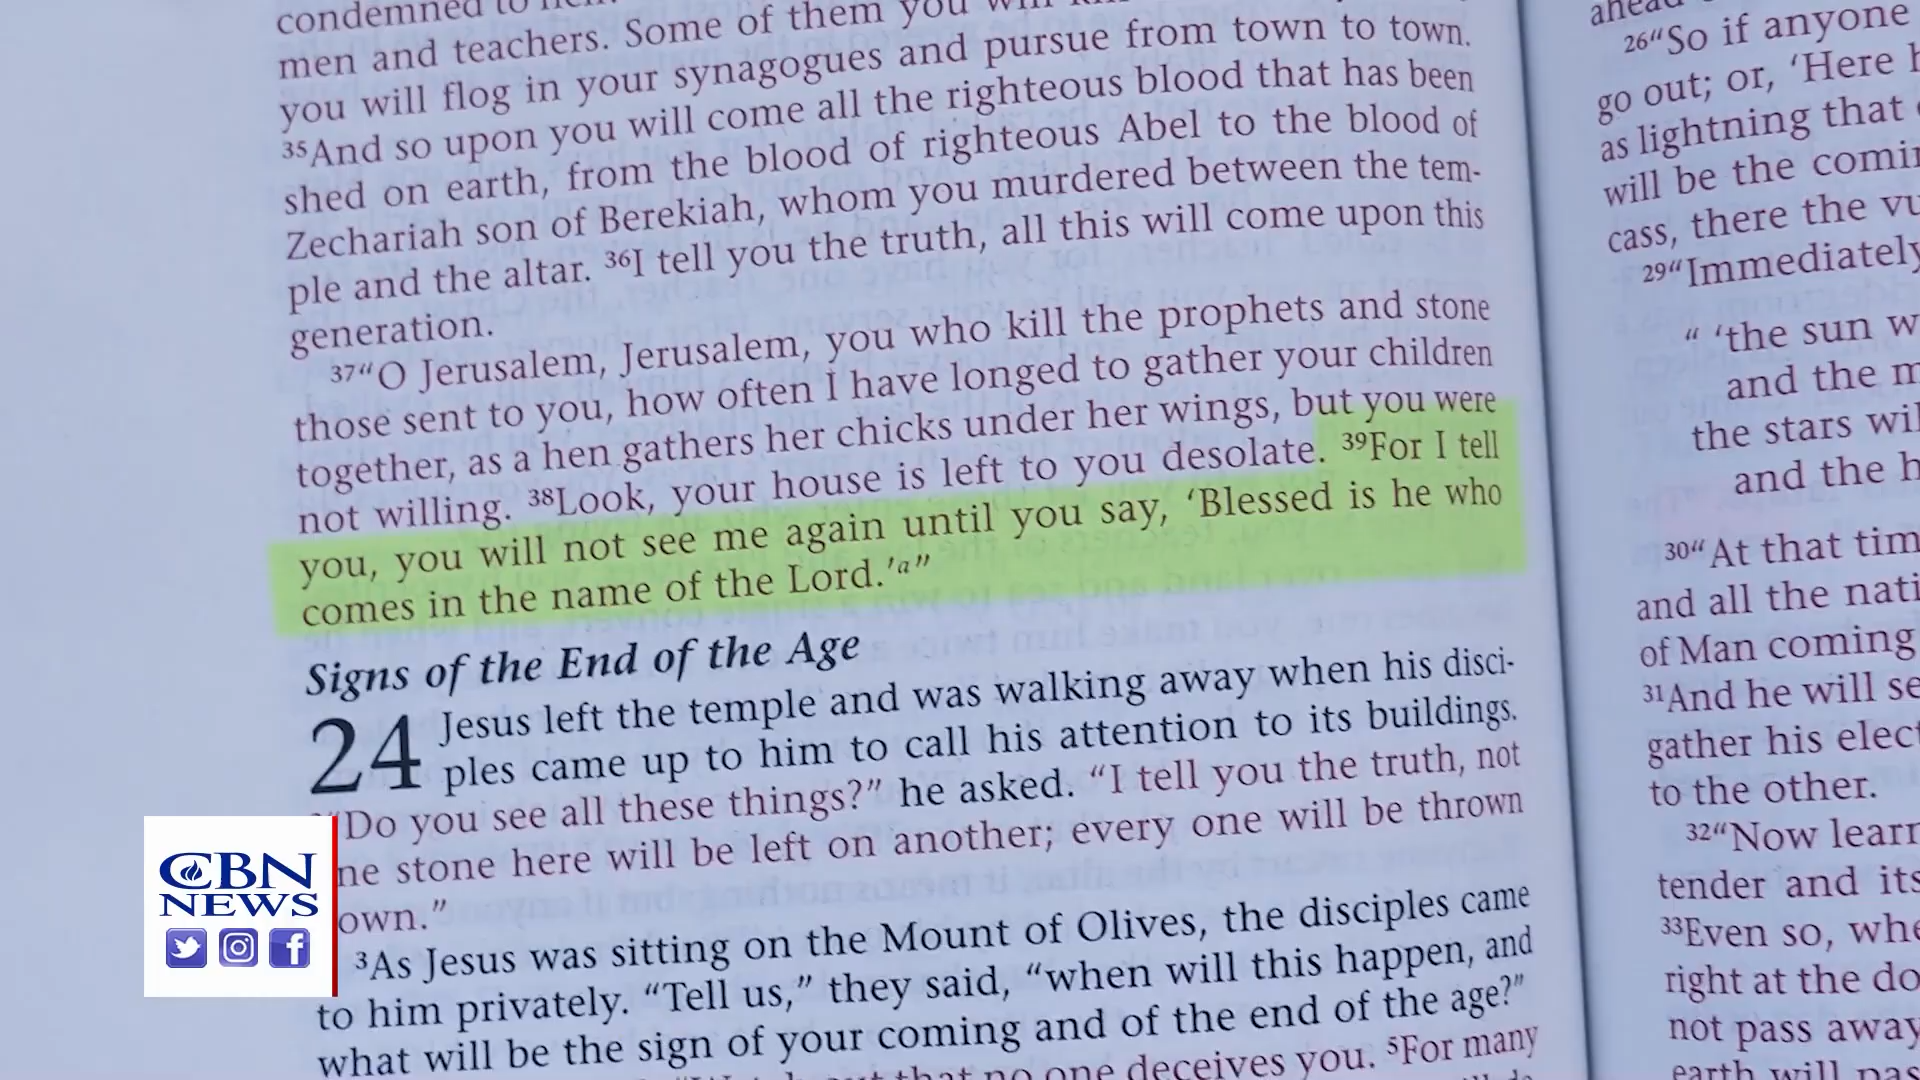 condemned to
men and teachers. Some of them you will
you will flog in your synagogues and pursue from town to town.
³⁵And so upon you will come all the righteous blood that has been
shed on earth, from the blood of righteous Abel to the blood of
Zechariah son of Berekiah, whom you murdered between the tem-
ple and the altar. ³⁶I tell you the truth, all this will come upon this
generation.
³⁷“O Jerusalem, Jerusalem, you who kill the prophets and stone
those sent to you, how often I have longed to gather your children
together, as a hen gathers her chicks under her wings, but you were
not willing. ³⁸Look, your house is left to you desolate. ³⁹For I tell
you, you will not see me again until you say, ‘Blessed is he who
comes in the name of the Lord.’ᵃ”
Signs of the End of the Age
24 Jesus left the temple and was walking away when his disci-
ples came up to him to call his attention to its buildings.
“Do you see all these things?” he asked. “I tell you the truth, not
ne stone here will be left on another; every one will be thrown
own.”
³As Jesus was sitting on the Mount of Olives, the disciples came
to him privately. “Tell us,” they said, “when will this happen, and
what will be the sign of your coming and of the end of the age?”
that no one deceives you. ⁵For many
ahead
²⁶“So if anyone
go out; or, ‘Here
as lightning that
will be the comi
cass, there the vu
²⁹“Immediately
“ ‘the sun w
and the m
the stars wil
and the h
³⁰“At that tim
and all the nati
of Man coming
³¹And he will se
gather his elect
to the other.
³²“Now learn
tender and its
³³Even so, whe
right at the do
not pass away
earth will pas
CBN
NEWS